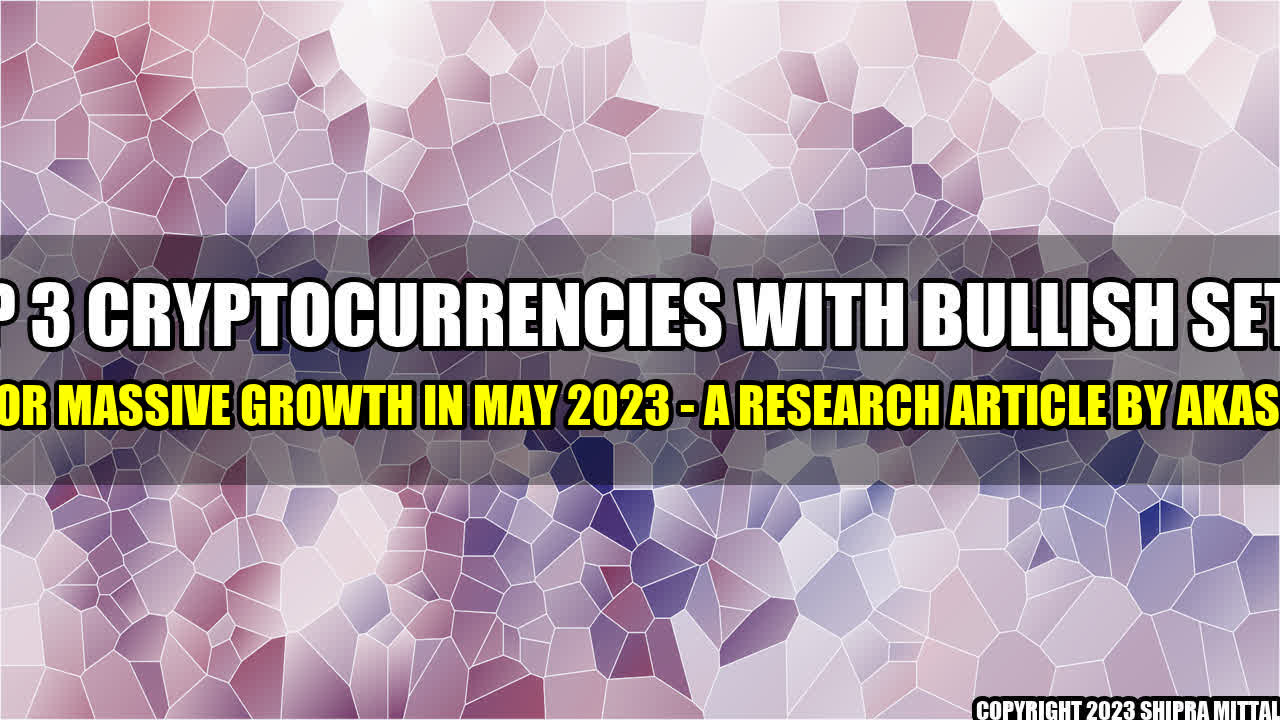 P 3 CRYPTOCURRENCIES WITH BULLISH SET
OR MASSIVE GROWTH IN MAY 2023 - A RESEARCH ARTICLE BY AKAS
COPYRIGHT 2023 SHIPRA MITTAL